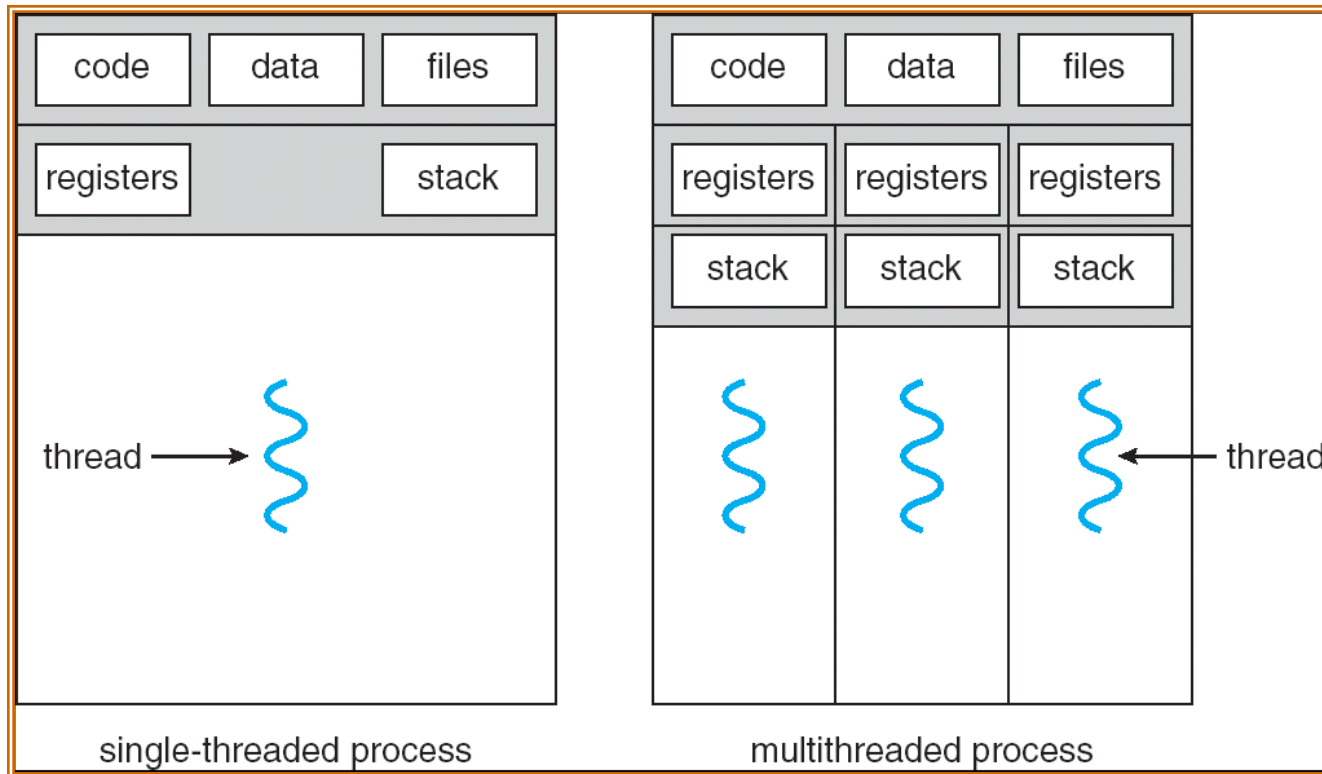 code data files
registers stack
thread
single-threaded process
code data files
registers registers registers
stack stack stack
thread
multithreaded process